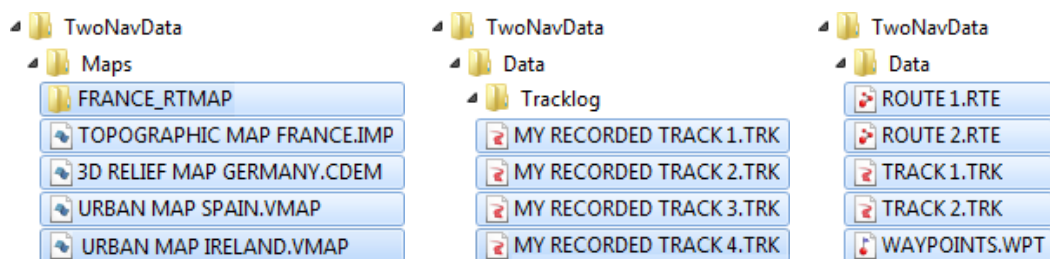 TwoNavData
Maps
FRANCE_RTMAP
TOPOGRAPHIC MAP FRANCE.IMP
3D RELIEF MAP GERMANY.CDEM
URBAN MAP SPAIN.VMAP
URBAN MAP IRELAND.VMAP
TwoNavData
Data
Tracklog
MY RECORDED TRACK 1.TRK
MY RECORDED TRACK 2.TRK
MY RECORDED TRACK 3.TRK
MY RECORDED TRACK 4.TRK
TwoNavData
Data
ROUTE 1.RTE
ROUTE 2.RTE
TRACK 1.TRK
TRACK 2.TRK
WAYPOINTS.WPT